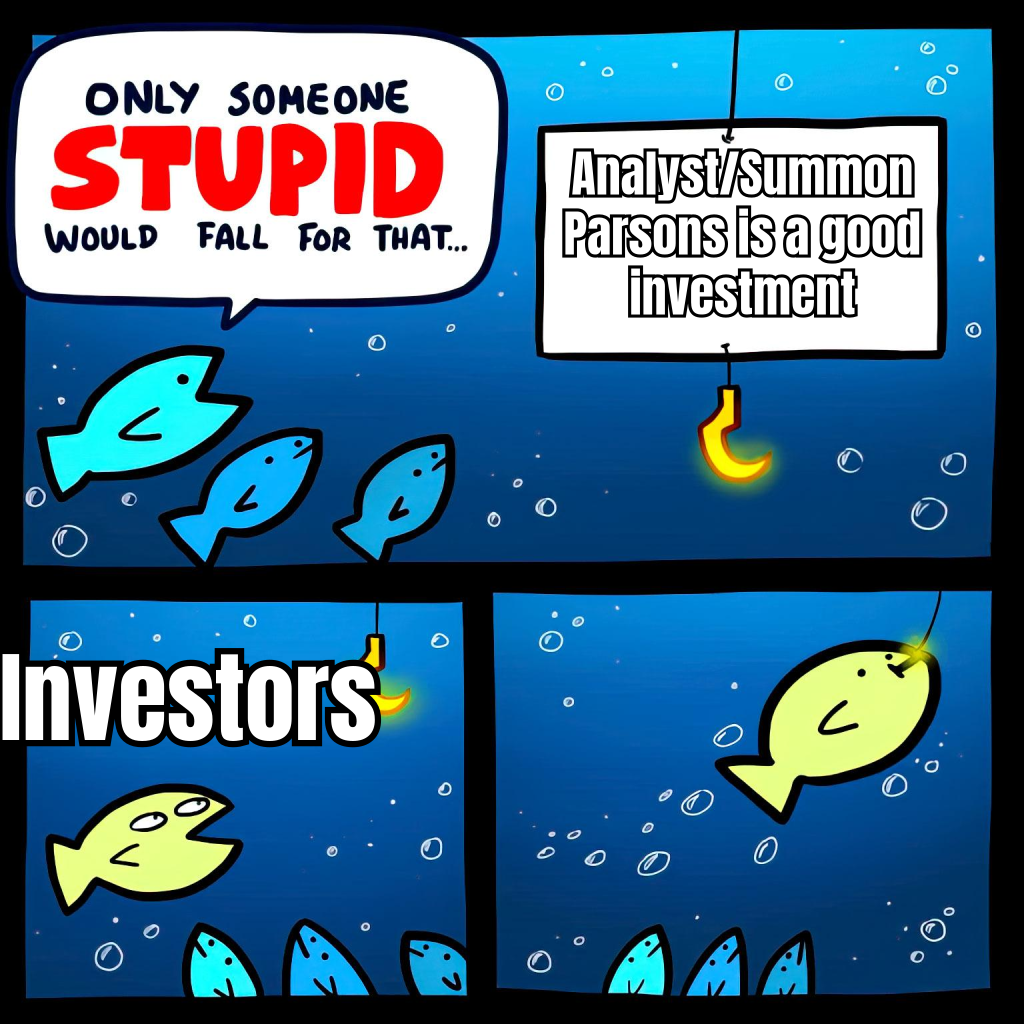 ONLY SOMEONE
STUPID
WOULD FALL FOR THAT...
Analyst/Summon
Parsons is a good
investment
Investors